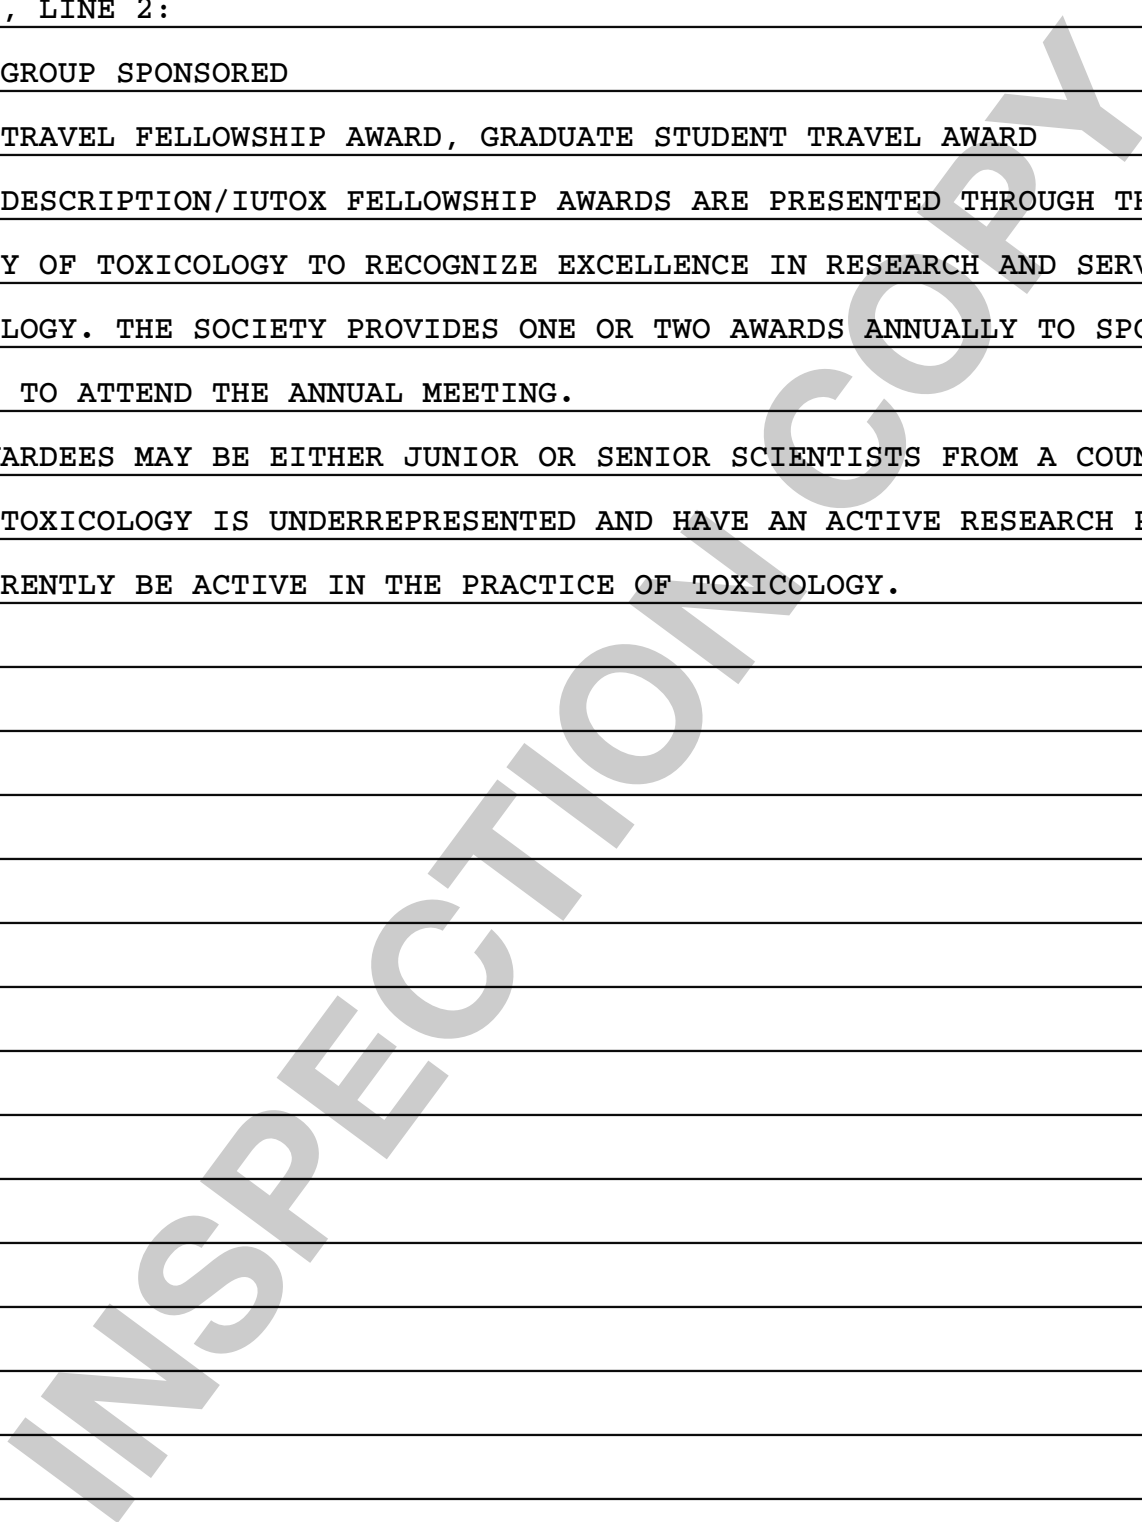 , LINE 2:
GROUP SPONSORED
TRAVEL FELLOWSHIP AWARD, GRADUATE STUDENT TRAVEL AWARD
DESCRIPTION/IUTOX FELLOWSHIP AWARDS ARE PRESENTED THROUGH TH
Y OF TOXICOLOGY TO RECOGNIZE EXCELLENCE IN RESEARCH AND SERV
LOGY. THE SOCIETY PROVIDES ONE OR TWO AWARDS ANNUALLY TO SPO
TO ATTEND THE ANNUAL MEETING.
ARDEES MAY BE EITHER JUNIOR OR SENIOR SCIENTISTS FROM A COUN
TOXICOLOGY IS UNDERREPRESENTED AND HAVE AN ACTIVE RESEARCH
RENTLY BE ACTIVE IN THE PRACTICE OF TOXICOLOGY.
INSPECTION COPY